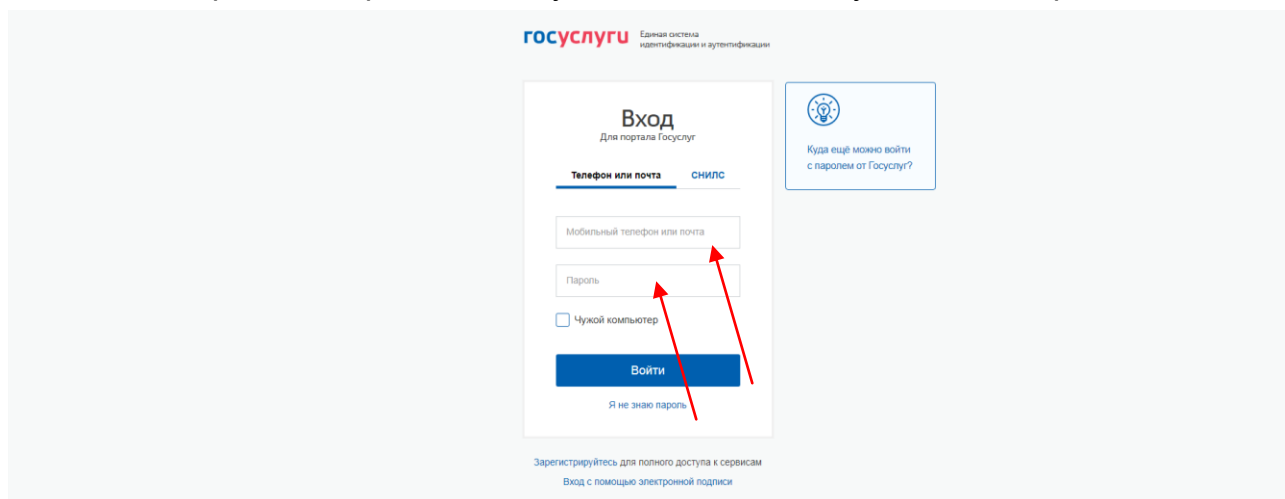 госуслуги
Единая система
идентификации и аутентификации
Вход
Для портала Госуслуг
Телефон или почта
СНИЛС
Мобильный телефон или почта
Пароль
Чужой компьютер
Войти
Я не знаю пароль
Зарегистрируйтесь для полного доступа к сервисам
Вход с помощью электронной подписи
Куда ещё можно войти
с паролем от Госуслуг?